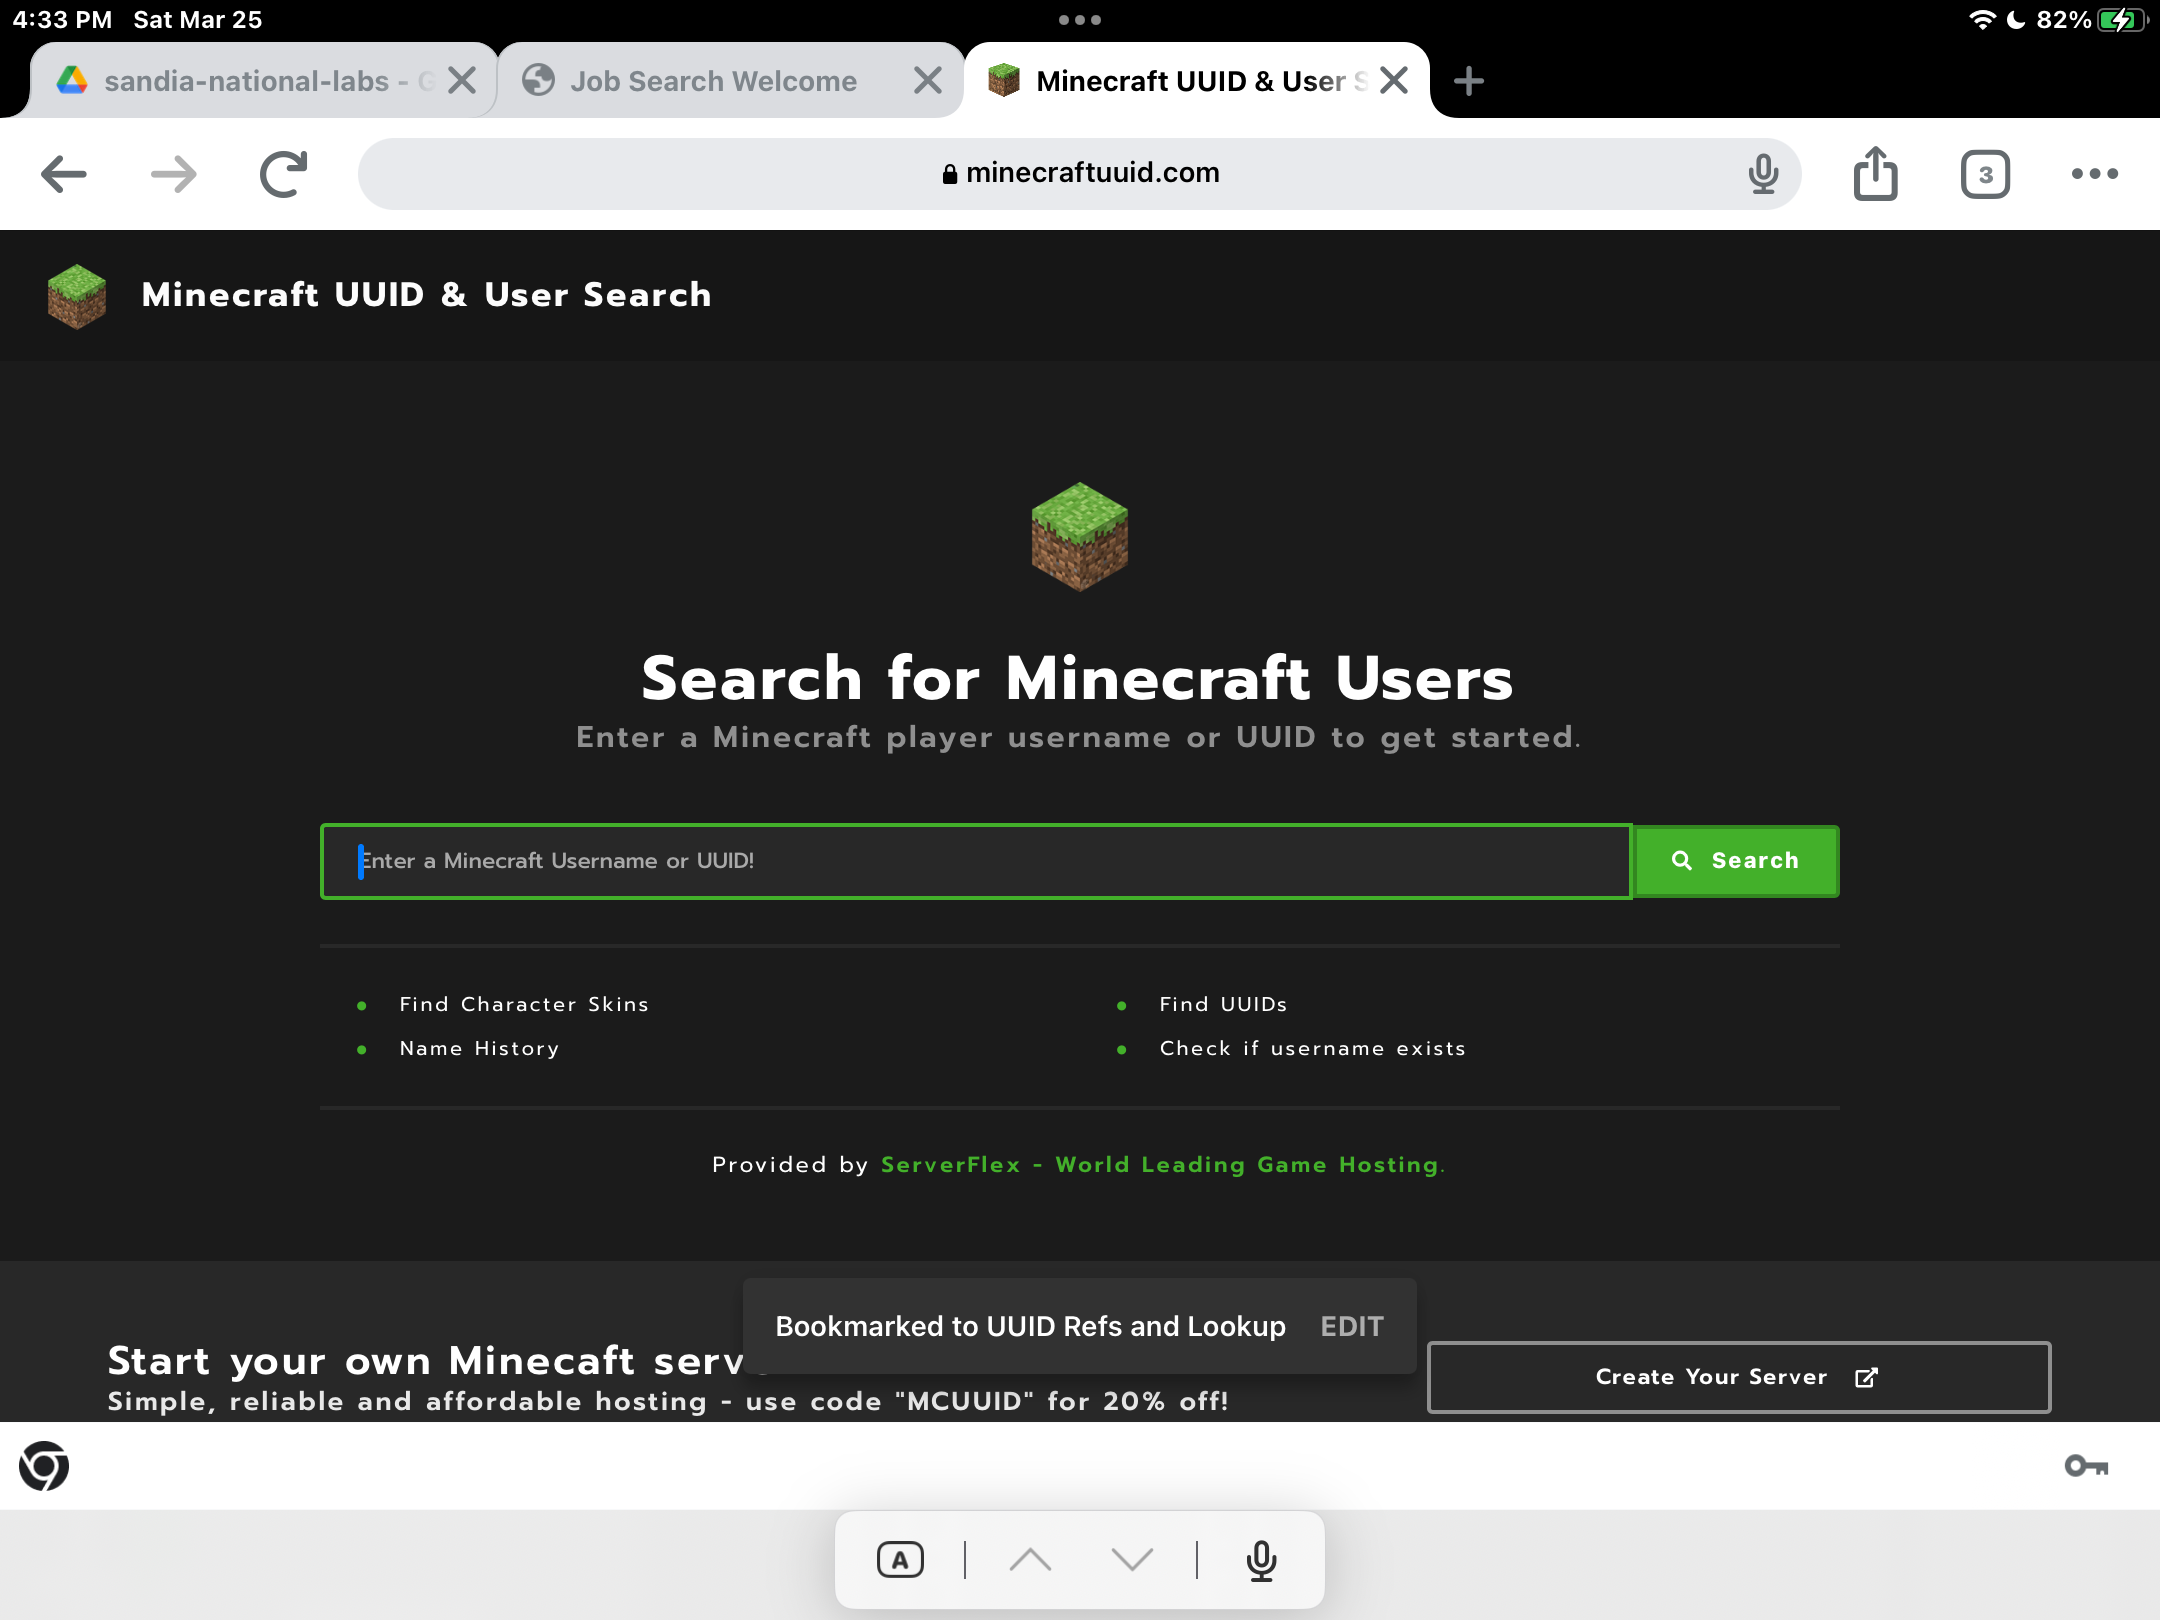 4:33 PM Sat Mar 25
82%
sandia-national-labs - G
Job Search Welcome
Minecraft UUID & User S
minecraftuuid.com
3
Minecraft UUID & User Search
Search for Minecraft Users
Enter a Minecraft player username or UUID to get started.
Enter a Minecraft Username or UUID!
Search
Find Character Skins
Find UUIDs
Name History
Check if username exists
Provided by ServerFlex - World Leading Game Hosting.
Bookmarked to UUID Refs and Lookup EDIT
Start your own Minecaft serv
Simple, reliable and affordable hosting - use code "MCUUID" for 20% off!
Create Your Server
A